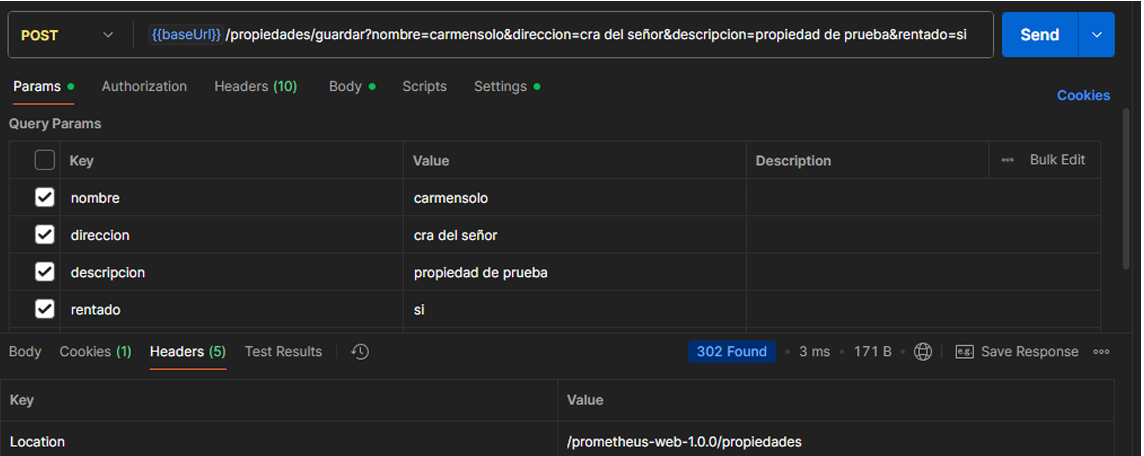 POST {{baseUrl}} /propiedades/guardar?nombre=carmensolo&direccion=cra del señor&descripcion=propiedad de prueba&rentado=si Send
Params Authorization Headers (10) Body Scripts Settings Cookies
Query Params
Key Value Description Bulk Edit
nombre carmensolo
direccion cra del señor
descripcion propiedad de prueba
rentado si
Body Cookies (1) Headers (5) Test Results 302 Found 3 ms 171 B e.g. Save Response
Key Value
Location /prometheus-web-1.0.0/propiedades